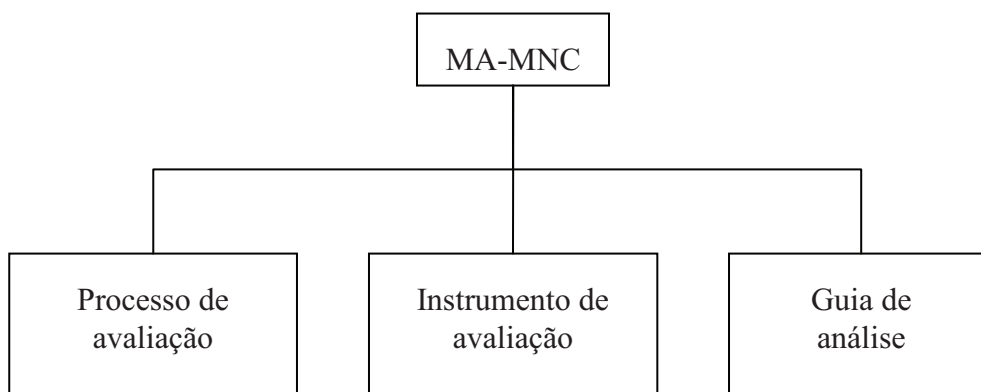 MA-MNC
Processo de
avaliação
Instrumento de
avaliação
Guia de
análise